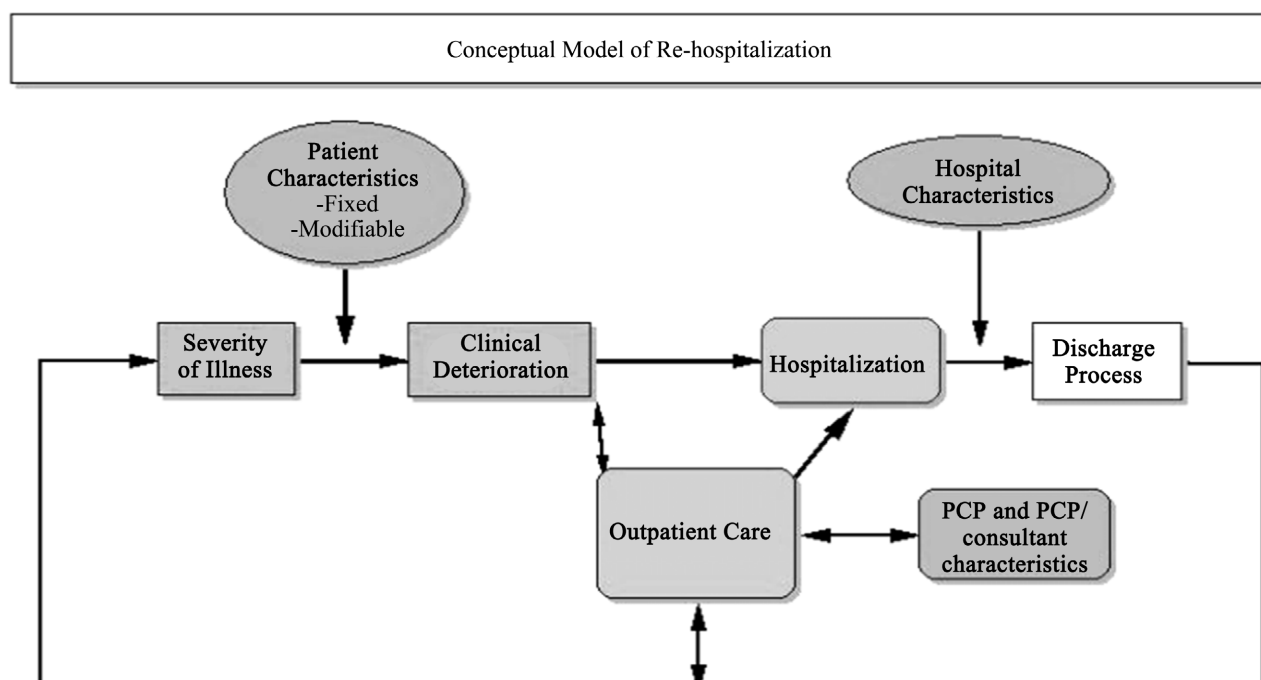 Conceptual Model of Re-hospitalization
Patient
Characteristics
-Fixed
-Modifiable
Hospital
Characteristics
Severity
of Illness
Clinical
Deterioration
Hospitalization
Discharge
Process
Outpatient Care
PCP and PCP/
consultant
characteristics